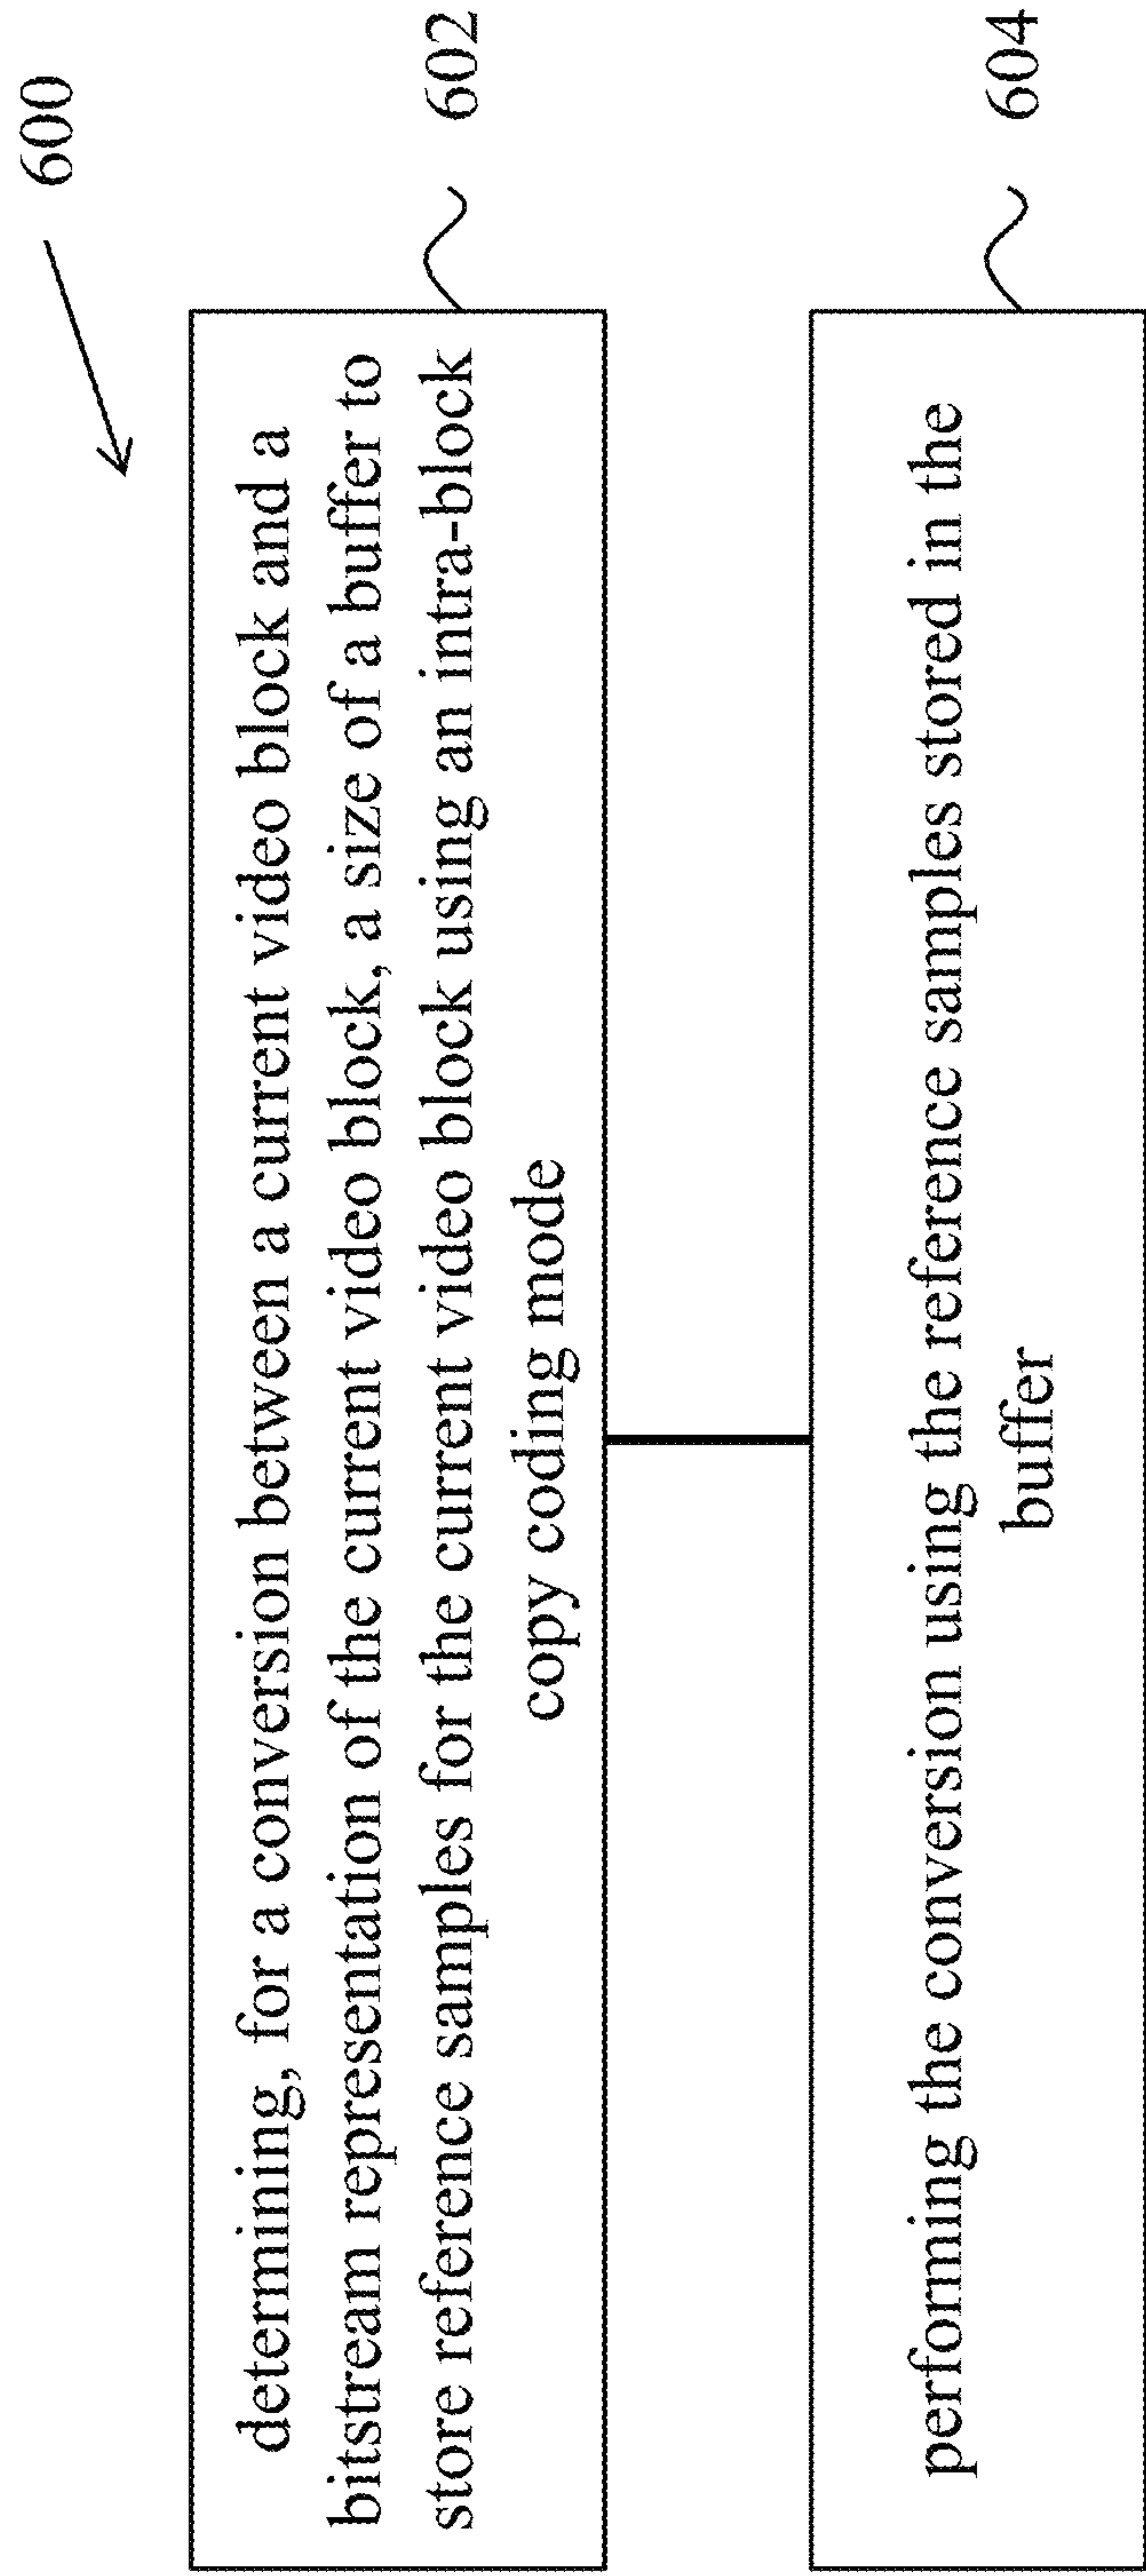 600
determining, for a conversion between a current video block and a
bitstream representation of the current video block, a size of a buffer to
store reference samples for the current video block using an intra-block
copy coding mode
602
performing the conversion using the reference samples stored in the
buffer
604